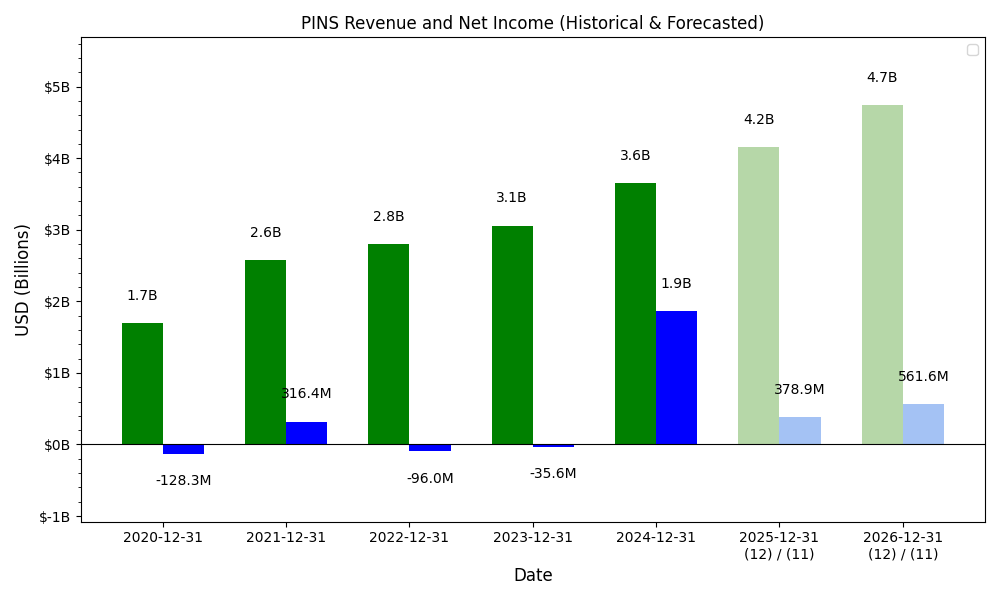 PINS Revenue and Net Income (Historical & Forecasted)
USD (Billions)
$5B
$4B
$3B
$2B
$1B
$0B
$-1B
1.7B
-128.3M
2.6B
316.4M
2.8B
-96.0M
3.1B
-35.6M
3.6B
1.9B
4.2B
378.9M
4.7B
561.6M
2020-12-31
2021-12-31
2022-12-31
2023-12-31
2024-12-31
2025-12-31
(12) / (11)
2026-12-31
(12) / (11)
Date